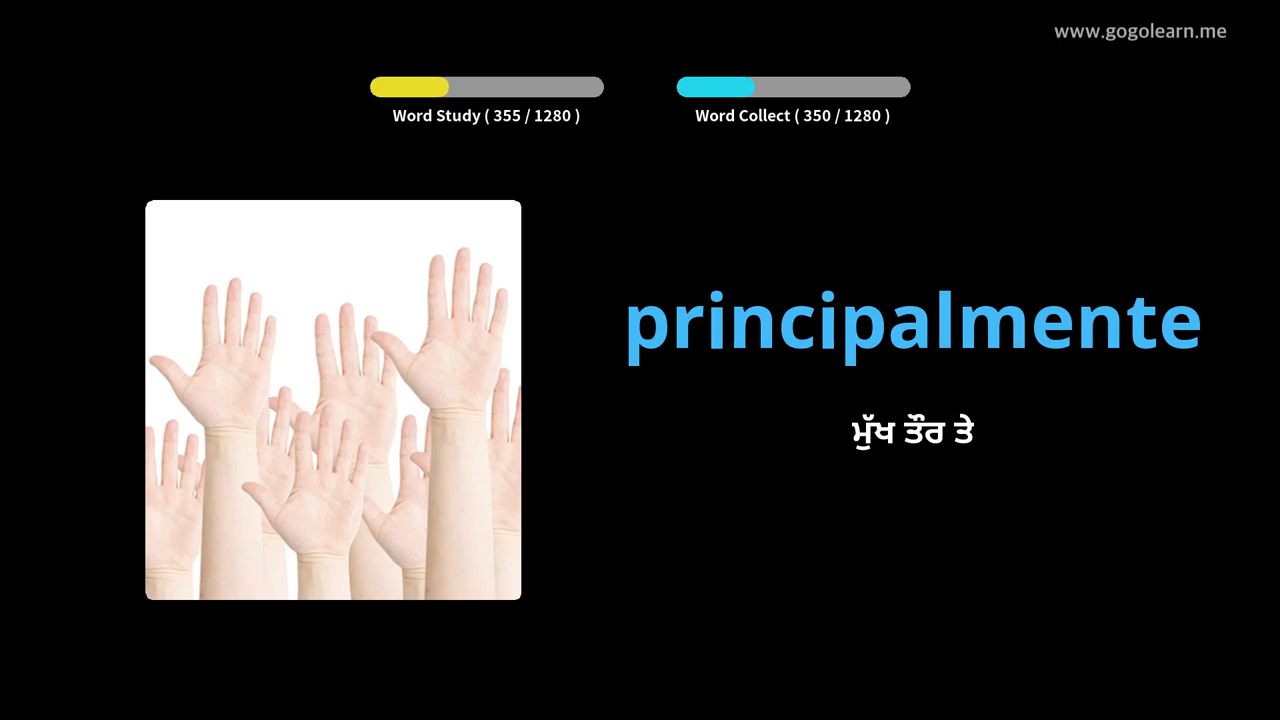 www.gogolearn.me
Word Study ( 355 / 1280 )
Word Collect ( 350 / 1280 )
principalmente
ਮੁੱਖ ਤੌਰ ਤੇ